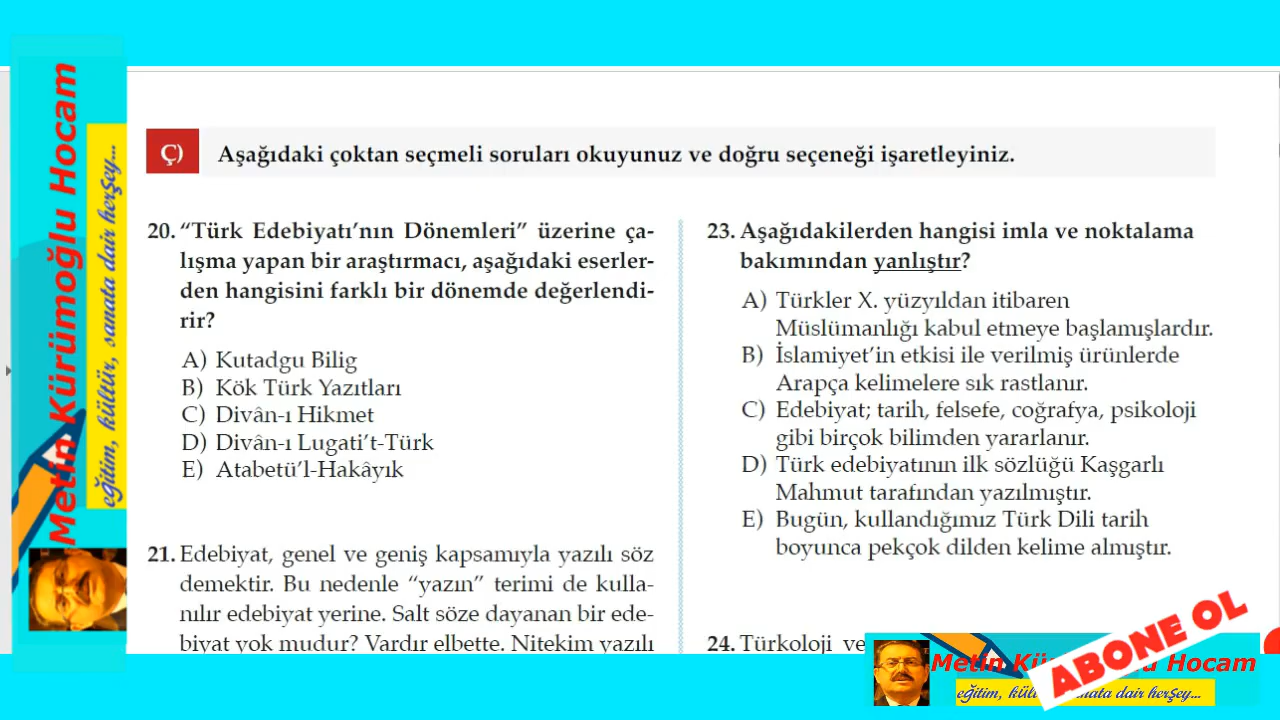 Metin Kürümoğlu Hocam
eğitim, kültür, sanata dair herşey...
Ç)
Aşağıdaki çoktan seçmeli soruları okuyunuz ve doğru seçeneği işaretleyiniz.
20. “Türk Edebiyatı’nın Dönemleri” üzerine ça-
lışma yapan bir araştırmacı, aşağıdaki eserler-
den hangisini farklı bir dönemde değerlendi-
rir?
A) Kutadgu Bilig
B) Kök Türk Yazıtları
C) Divân-ı Hikmet
D) Divân-ı Lugati’t-Türk
E) Atabetü’l-Hakâyık
21. Edebiyat, genel ve geniş kapsamıyla yazılı söz
demektir. Bu nedenle “yazın” terimi de kulla-
nılır edebiyat yerine. Salt söze dayanan bir ede-
biyat yok mudur? Vardır elbette. Nitekim yazılı
23. Aşağıdakilerden hangisi imla ve noktalama
bakımından yanlıştır?
A) Türkler X. yüzyıldan itibaren
Müslümanlığı kabul etmeye başlamışlardır.
B) İslamiyet’in etkisi ile verilmiş ürünlerde
Arapça kelimelere sık rastlanır.
C) Edebiyat; tarih, felsefe, coğrafya, psikoloji
gibi birçok bilimden yararlanır.
D) Türk edebiyatının ilk sözlüğü Kaşgarlı
Mahmut tarafından yazılmıştır.
E) Bugün, kullandığımız Türk Dili tarih
boyunca pekçok dilden kelime almıştır.
24. Türkoloji ve
Metin Hocam
ABONE OL
eğitim, dair herşey...